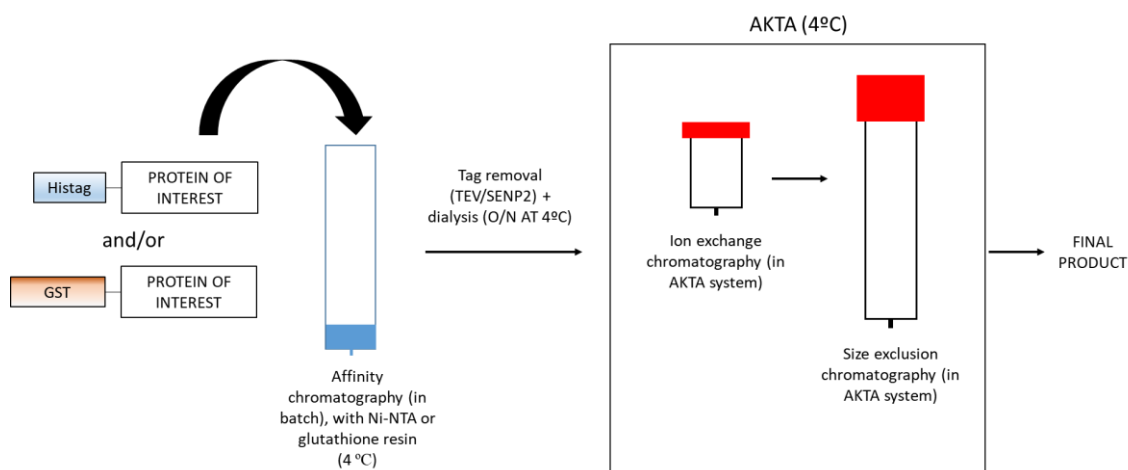 AKTA (4ºC)
Histag
PROTEIN OF
INTEREST
and/or
GST
PROTEIN OF
INTEREST
Affinity
chromatography (in
batch), with Ni-NTA or
glutathione resin
(4 ºC)
Tag removal
(TEV/SENP2) +
dialysis (O/N AT 4ºC)
Ion exchange
chromatography (in
AKTA system)
Size exclusion
chromatography (in
AKTA system)
FINAL
PRODUCT